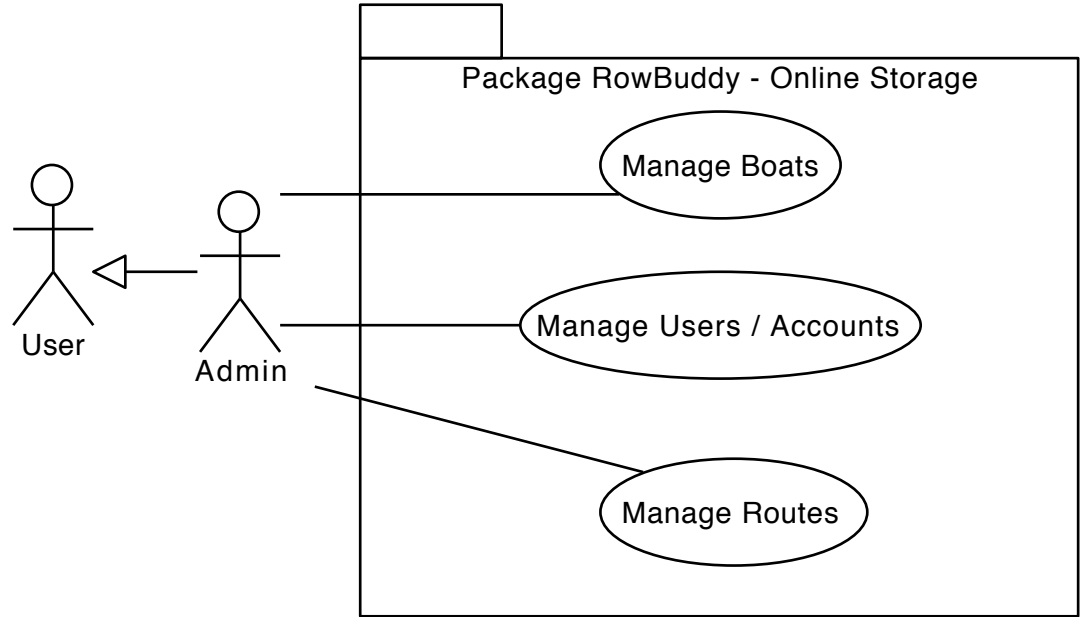 Package RowBuddy - Online Storage
Manage Boats
Manage Users / Accounts
User
Admin
Manage Routes